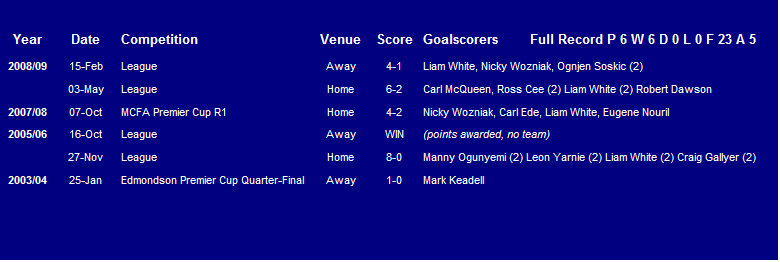 Year Date Competition Venue Score Goalscorers Full Record P 6 W 6 D 0 L 0 F 23 A 5
2008/09 15-Feb League Away 4-1 Liam White, Nicky Wozniak, Ognjen Soskic (2)
03-May League Home 6-2 Carl McQueen, Ross Cee (2) Liam White (2) Robert Dawson
2007/08 07-Oct MCFA Premier Cup R1 Home 4-2 Nicky Wozniak, Carl Ede, Liam White, Eugene Nouril
2005/06 16-Oct League Away WIN (points awarded, no team)
27-Nov League Home 8-0 Manny Ogunyemi (2) Leon Yarnie (2) Liam White (2) Craig Gallyer (2)
2003/04 25-Jan Edmondson Premier Cup Quarter-Final Away 1-0 Mark Keadell